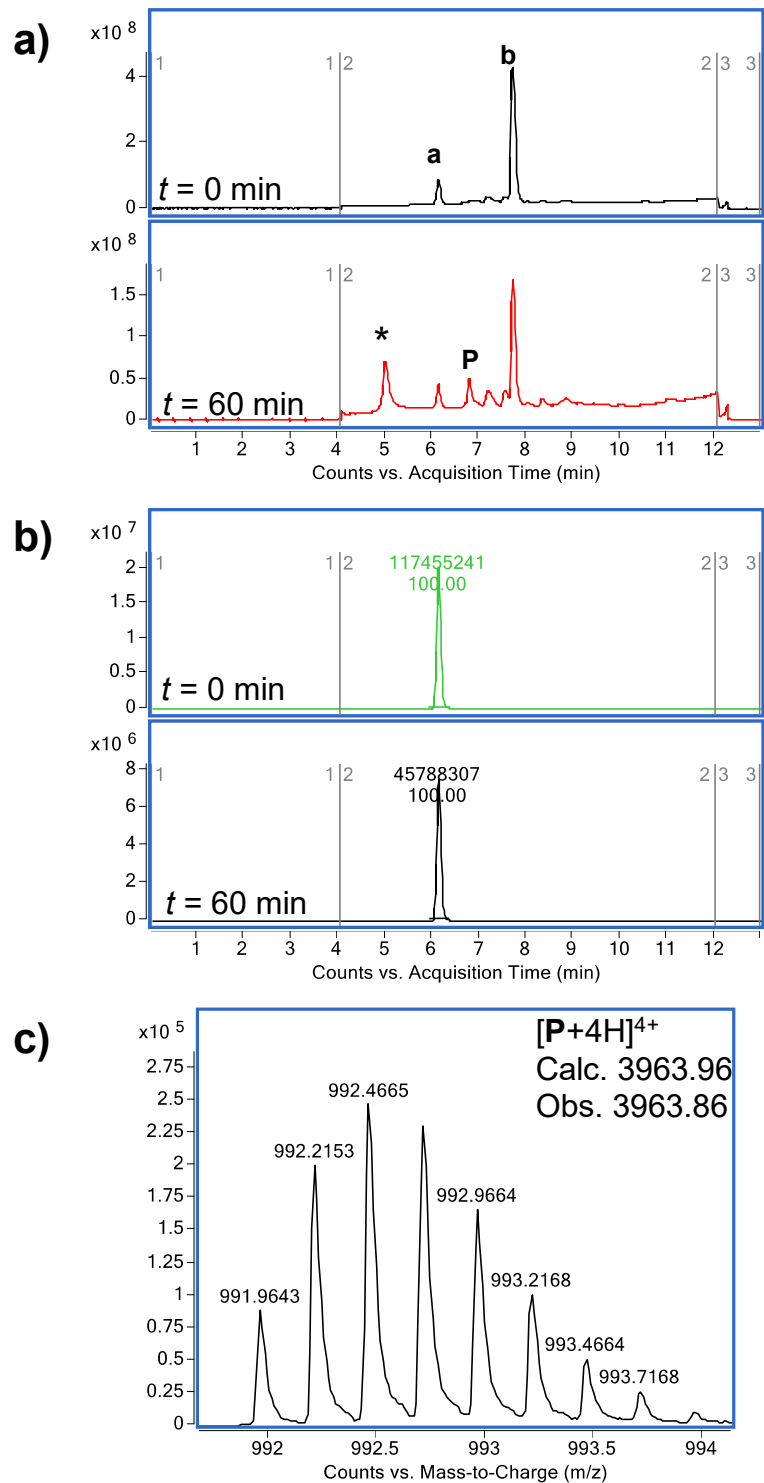 a)
x10 8
1 1 2 2 3 3
b
4
a
2
t = 0 min
0
x10 8
1 1 2 2 3 3
1.5
*
1
P
0.5
t = 60 min
0
1 2 3 4 5 6 7 8 9 10 11 12
Counts vs. Acquisition Time (min)
b)
x10 7
1 1 2 2 3 3
117455241
2
100.00
1.5
1
0.5
t = 0 min
0
x10 6
1 1 2 2 3 3
8
45788307
100.00
6
4
2
t = 60 min
0
1 2 3 4 5 6 7 8 9 10 11 12
Counts vs. Acquisition Time (min)
c)
x10 5
[P+4H]4+
Calc. 3963.96
Obs. 3963.86
2.75
992.4665
2.5
2.25
992.2153
2
992.9664
1.75
1.5
1.25
993.2168
991.9643
1
0.75
993.4664
0.5
993.7168
0.25
0
992 992.5 993 993.5 994
Counts vs. Mass-to-Charge (m/z)